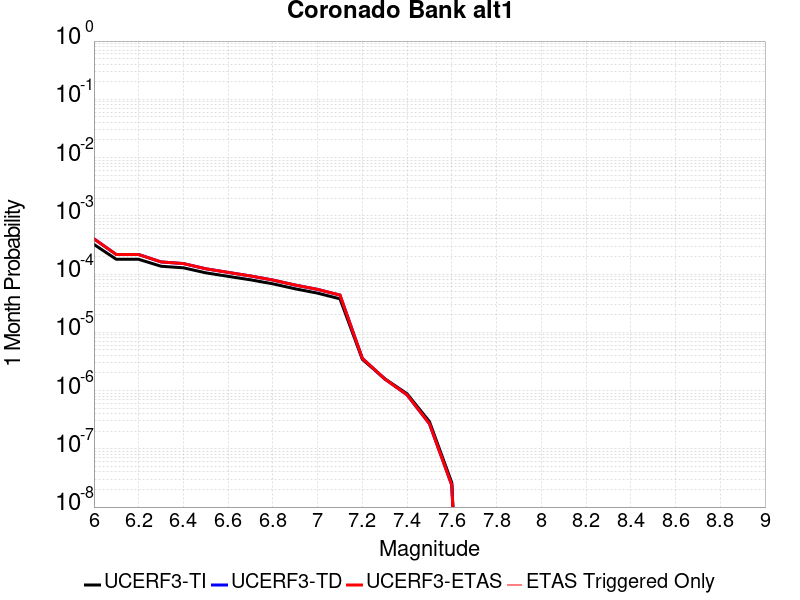 Coronado Bank alt1
10^0
10^-1
10^-2
10^-3
10^-4
10^-5
10^-6
10^-7
10^-8
1 Month Probability
6 6.2 6.4 6.6 6.8 7 7.2 7.4 7.6 7.8 8 8.2 8.4 8.6 8.8 9
Magnitude
UCERF3-TI UCERF3-TD UCERF3-ETAS ETAS Triggered Only